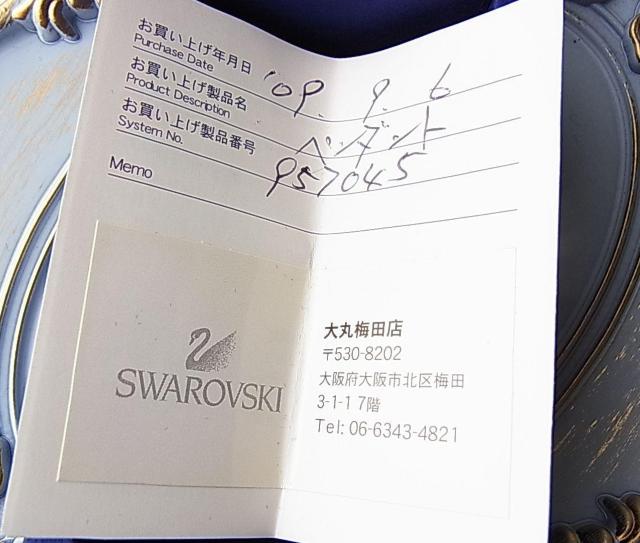 お買い上げ年月日 '09. 9. 6
Purchase Date
お買い上げ製品名 ペンダント
Product Description
お買い上げ製品番号 957045
System No.
Memo
SWAROVSKI
大丸梅田店
〒530-8202
大阪府大阪市北区梅田
3-1-1 7階
Tel: 06-6343-4821